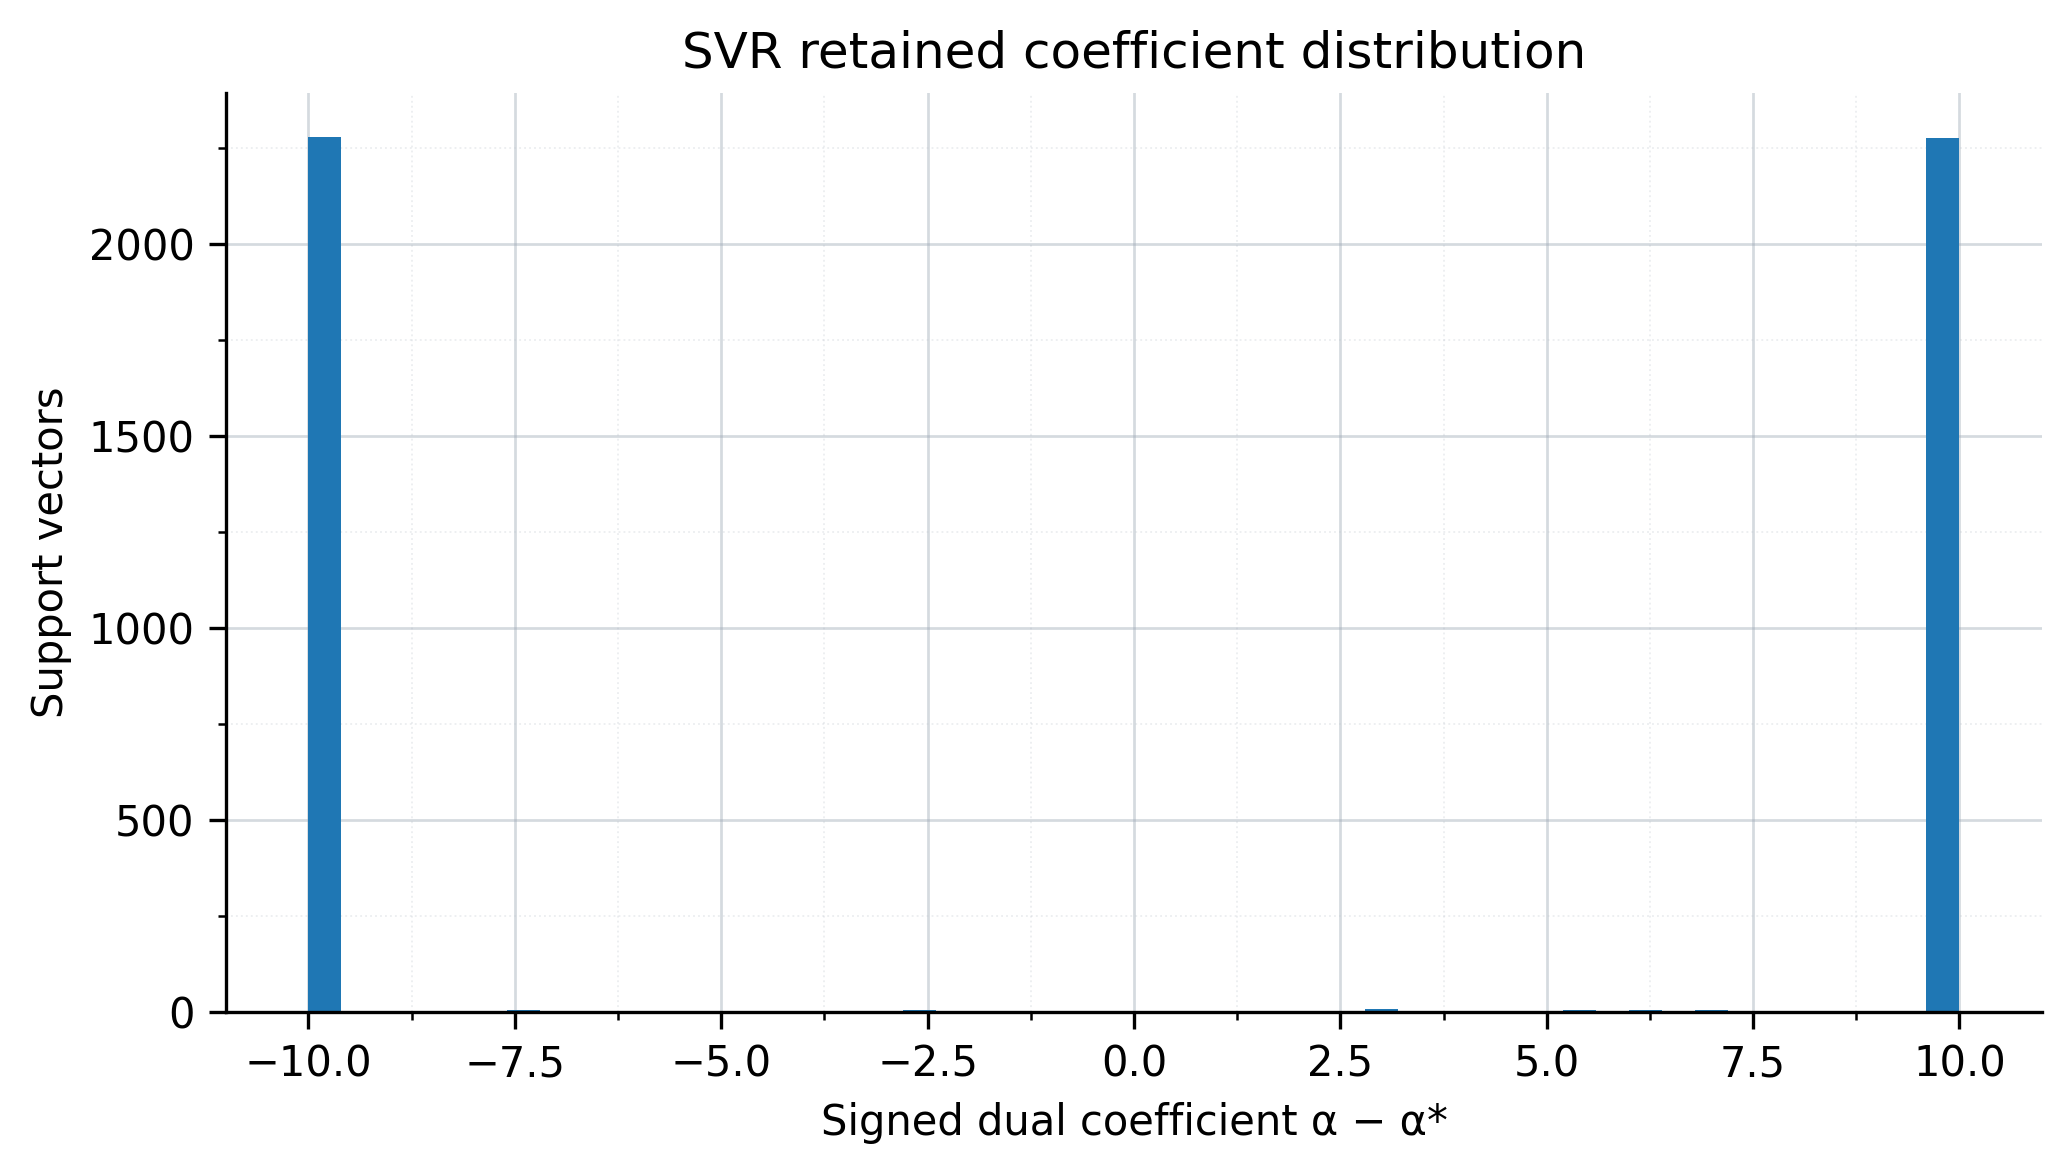 SVR retained coefficient distribution
Support vectors
2000
1500
1000
500
0
−10.0 −7.5 −5.0 −2.5 0.0 2.5 5.0 7.5 10.0
Signed dual coefficient α − α*